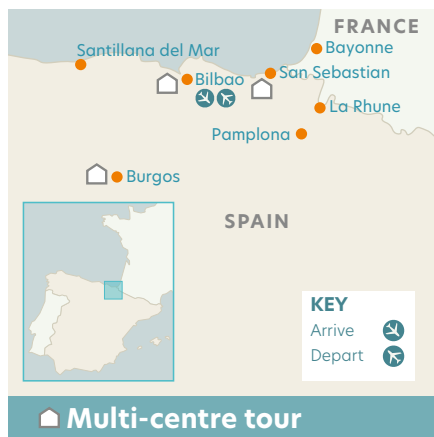 FRANCE
Bayonne
Santillana del Mar
Bilbao
San Sebastian
La Rhune
Pamplona
Burgos
SPAIN
KEY
Arrive
Depart
Multi-centre tour